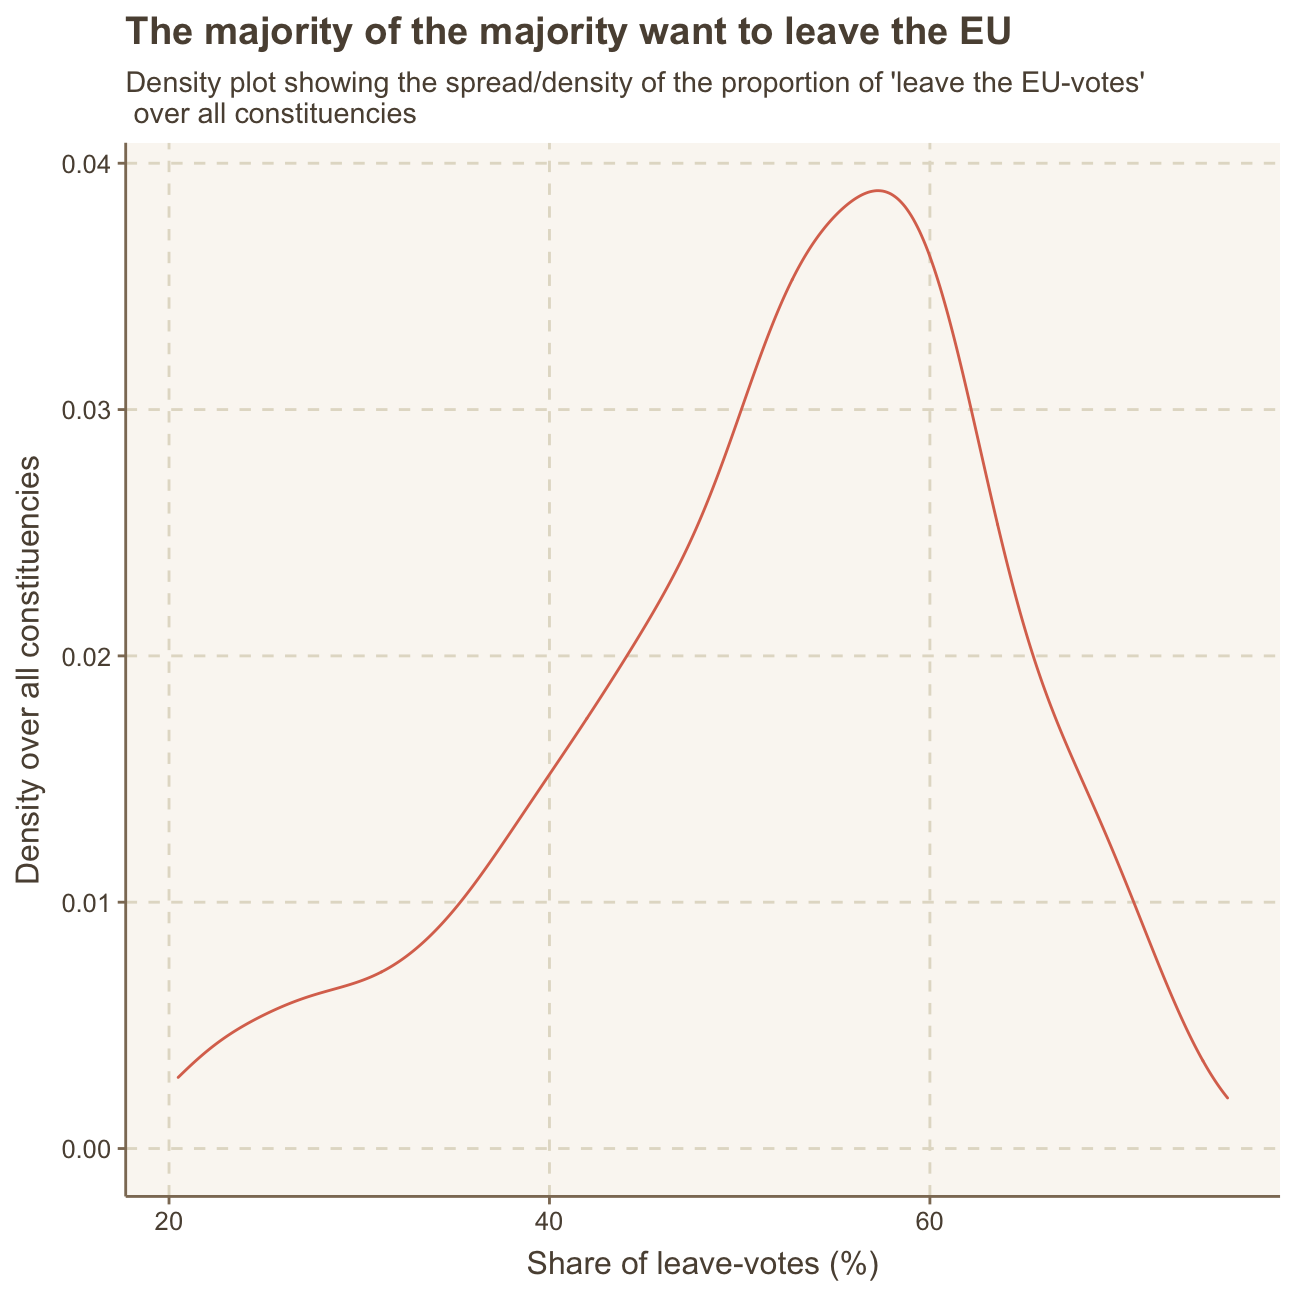 The majority of the majority want to leave the EU
Density plot showing the spread/density of the proportion of 'leave the EU-votes'
over all constituencies
0.04
0.03
0.02
0.01
0.00
Density over all constituencies
20
40
60
Share of leave-votes (%)